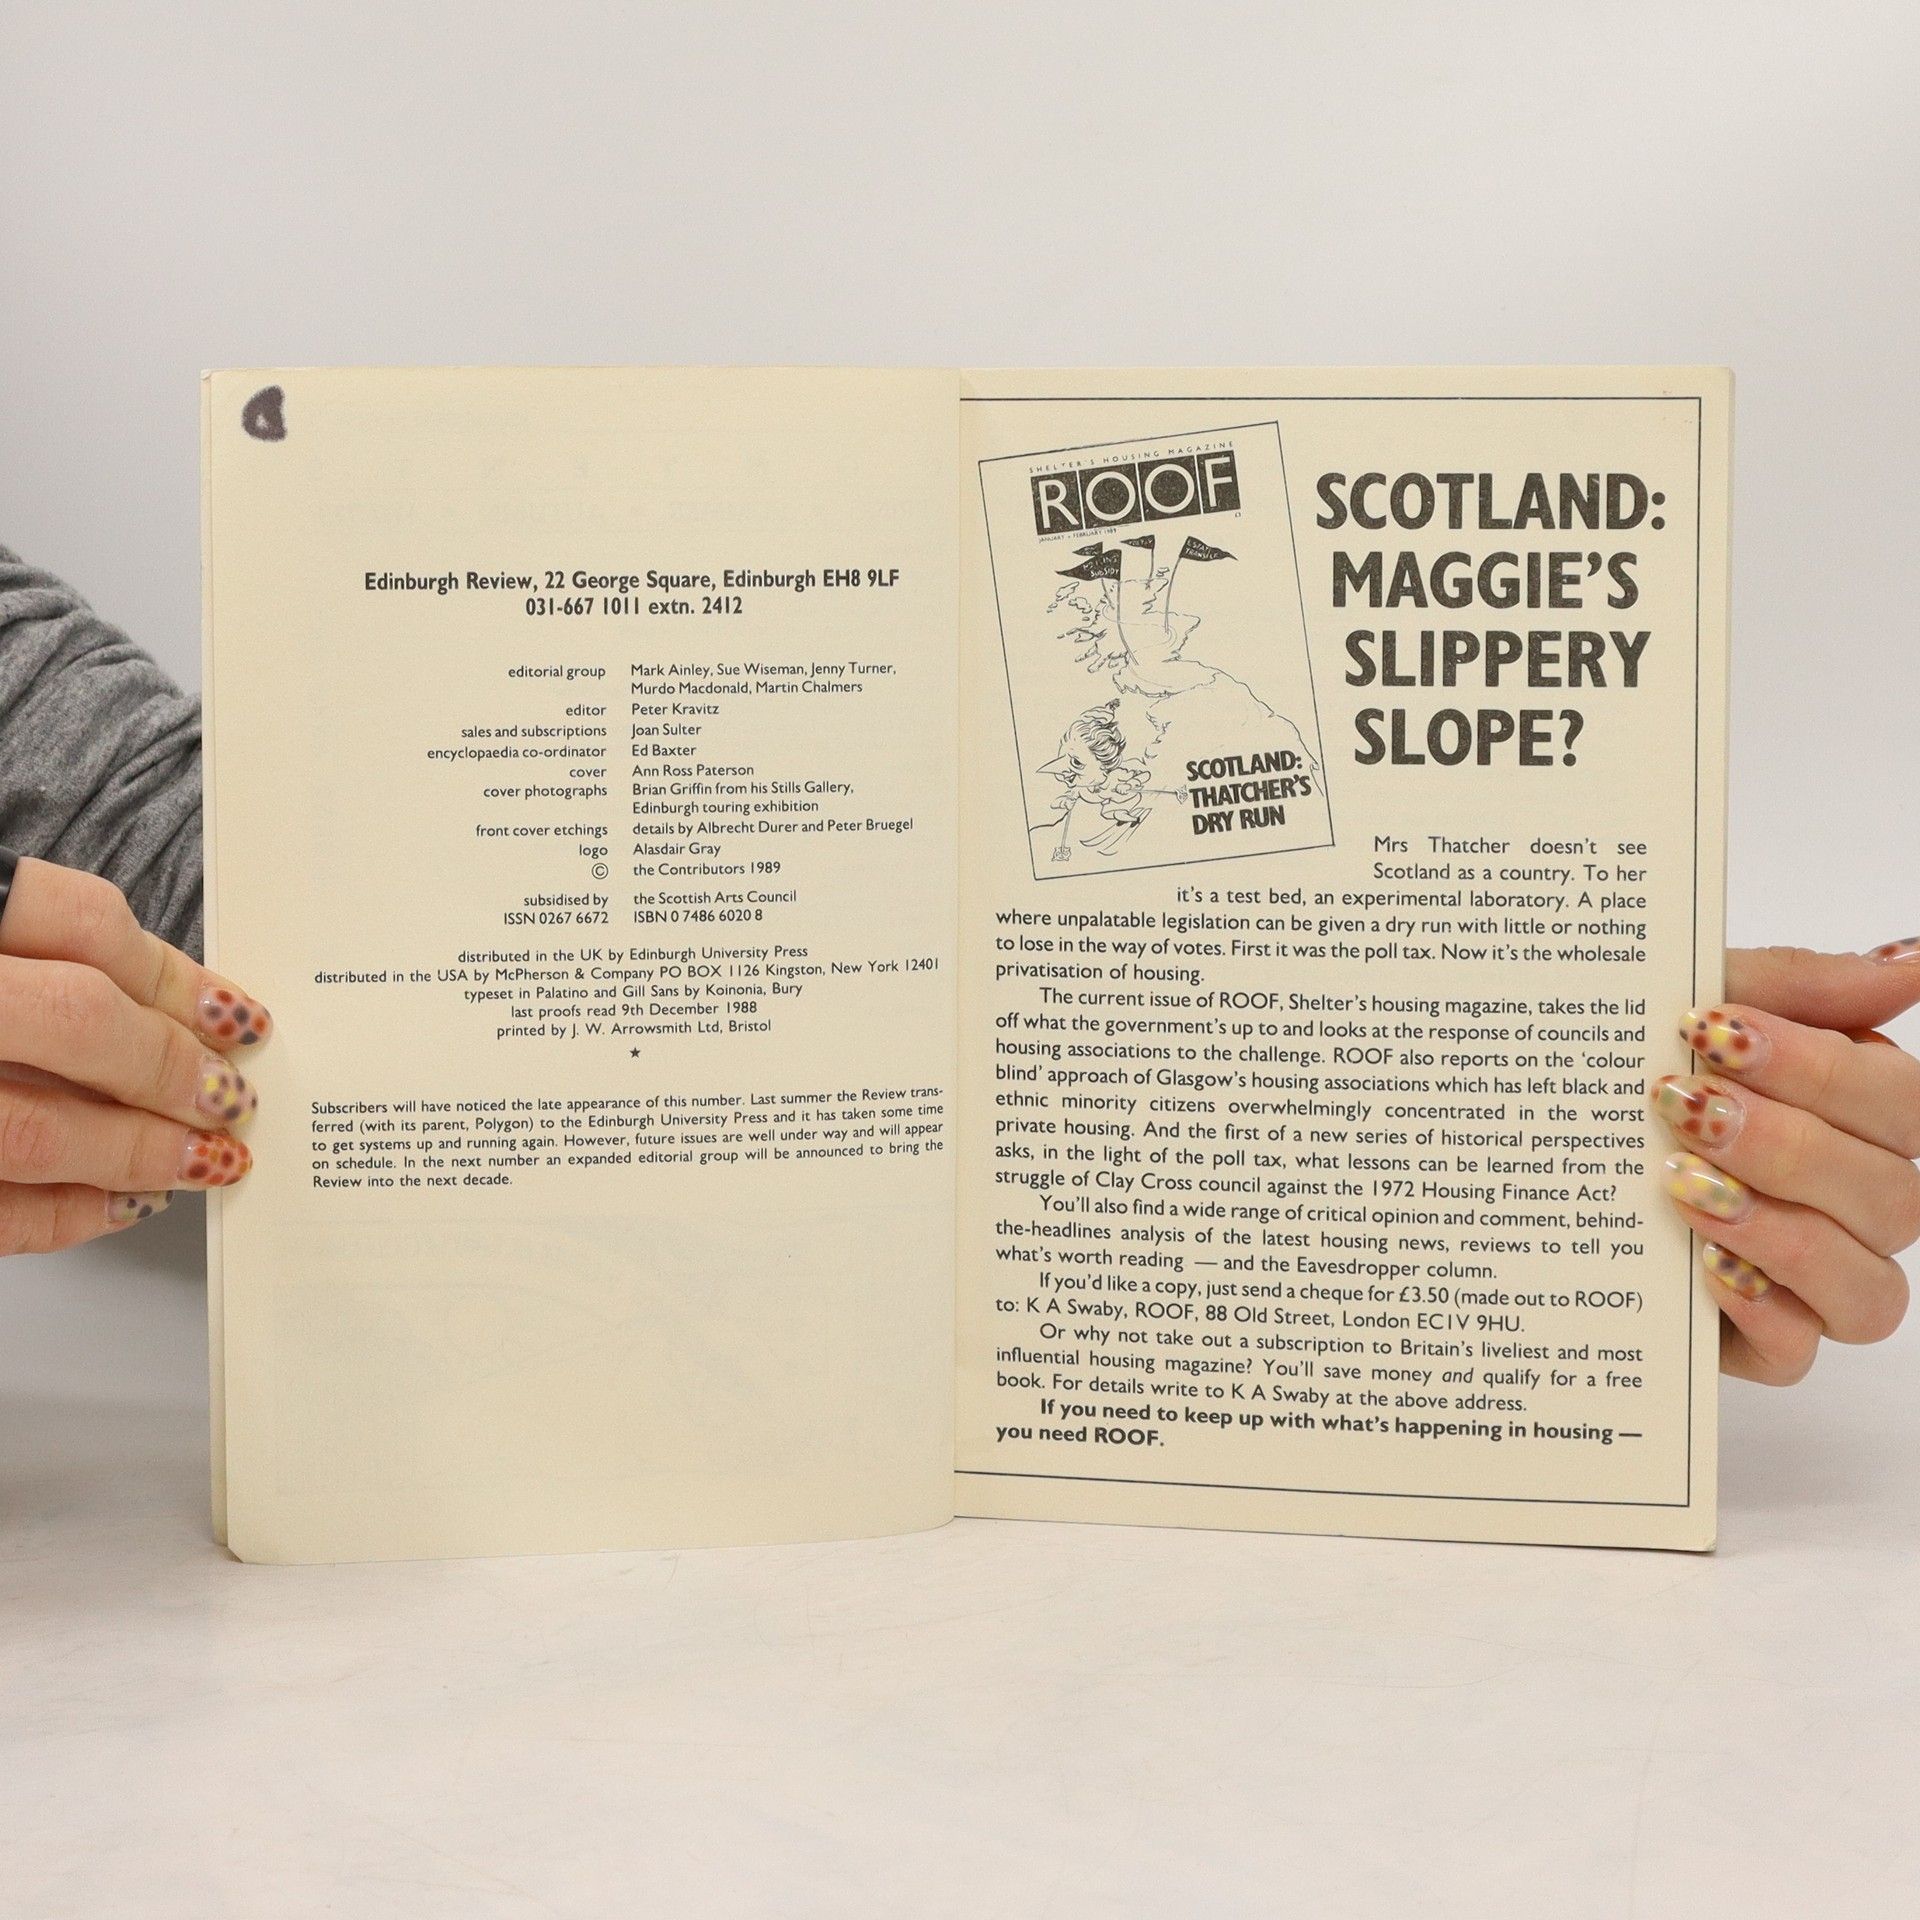 Edinburgh Review, 22 George Square, Edinburgh EH8 9LF
031-667 1011 extn. 2412
editorial group Mark Ainley, Sue Wiseman, Jenny Turner,
Murdo Macdonald, Martin Chalmers
editor Peter Kravitz
sales and subscriptions Joan Sulter
encyclopaedia co-ordinator Ed Baxter
cover Ann Ross Paterson
cover photographs Brian Griffin from his Stills Gallery,
Edinburgh touring exhibition
front cover etchings details by Albrecht Durer and Peter Bruegel
logo Alasdair Gray
© the Contributors 1989
subsidised by the Scottish Arts Council
ISSN 0267 6672 ISBN 0 7486 6020 8
distributed in the UK by Edinburgh University Press
distributed in the USA by McPherson & Company PO BOX 1126 Kingston, New York 12401
typeset in Palatino and Gill Sans by Koinonia, Bury
last proofs read 9th December 1988
printed by J. W. Arrowsmith Ltd, Bristol
★
Subscribers will have noticed the late appearance of this number. Last summer the Review trans-
ferred (with its parent, Polygon) to the Edinburgh University Press and it has taken some time
to get systems up and running again. However, future issues are well under way and will appear
on schedule. In the next number an expanded editorial group will be announced to bring the
Review into the next decade.
SHELTER'S HOUSING MAGAZINE
ROOF
JANUARY + FEBRUARY 1989
SUBSIDY
ESTATE
TRANSFER
SCOTLAND:
THATCHER'S
DRY RUN
SCOTLAND:
MAGGIE'S
SLIPPERY
SLOPE?
Mrs Thatcher doesn't see
Scotland as a country. To her
it's a test bed, an experimental laboratory. A place
where unpalatable legislation can be given a dry run with little or nothing
to lose in the way of votes. First it was the poll tax. Now it's the wholesale
privatisation of housing.
The current issue of ROOF, Shelter's housing magazine, takes the lid
off what the government's up to and looks at the response of councils and
housing associations to the challenge. ROOF also reports on the 'colour
blind' approach of Glasgow's housing associations which has left black and
ethnic minority citizens overwhelmingly concentrated in the worst
private housing. And the first of a new series of historical perspectives
asks, in the light of the poll tax, what lessons can be learned from the
struggle of Clay Cross council against the 1972 Housing Finance Act?
You'll also find a wide range of critical opinion and comment, behind-
the-headlines analysis of the latest housing news, reviews to tell you
what's worth reading — and the Eavesdropper column.
If you'd like a copy, just send a cheque for £3.50 (made out to ROOF)
to: K A Swaby, ROOF, 88 Old Street, London EC1V 9HU.
Or why not take out a subscription to Britain's liveliest and most
influential housing magazine? You'll save money and qualify for a free
book. For details write to K A Swaby at the above address.
If you need to keep up with what's happening in housing —
you need ROOF.